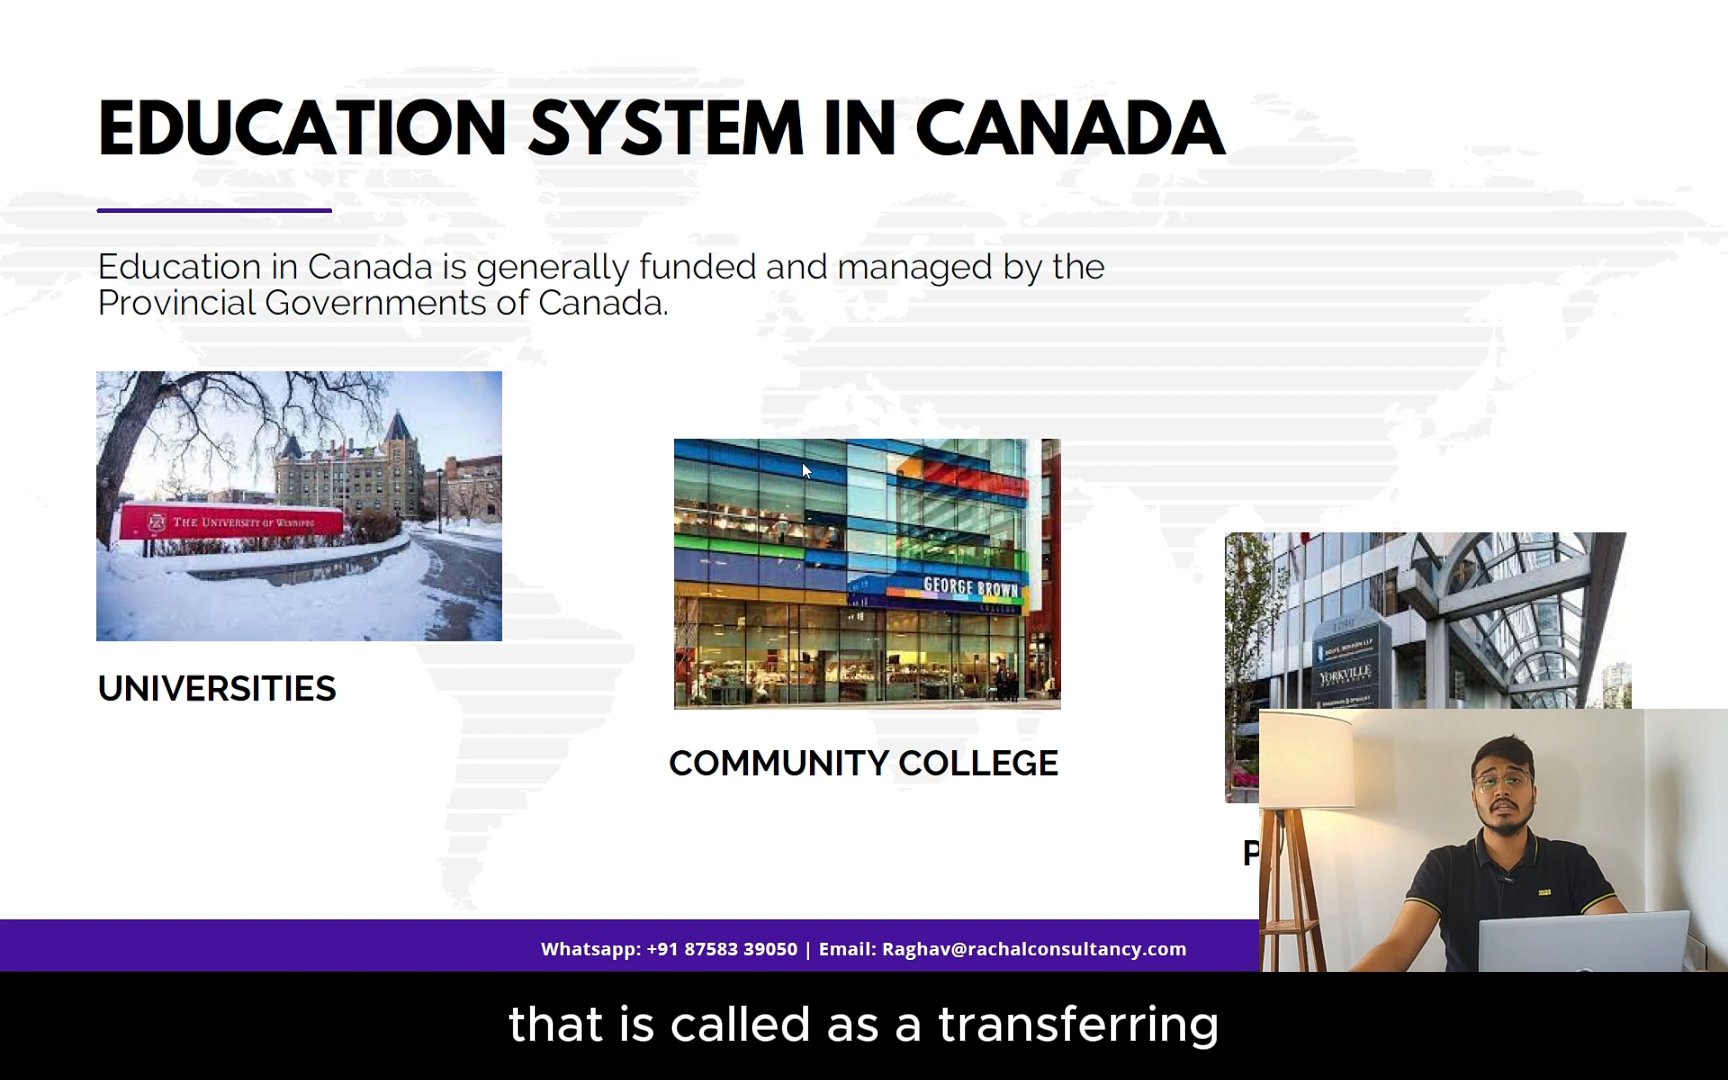 EDUCATION SYSTEM IN CANADA
Education in Canada is generally funded and managed by the
Provincial Governments of Canada.
THE UNIVERSITY OF WINNIPEG
UNIVERSITIES
GEORGE BROWN
COLLEGE
COMMUNITY COLLEGE
YORKVILLE
UNIVERSITY
P
Whatsapp: +91 87583 39050 | Email: Raghav@rachalconsultancy.com
that is called as a transferring